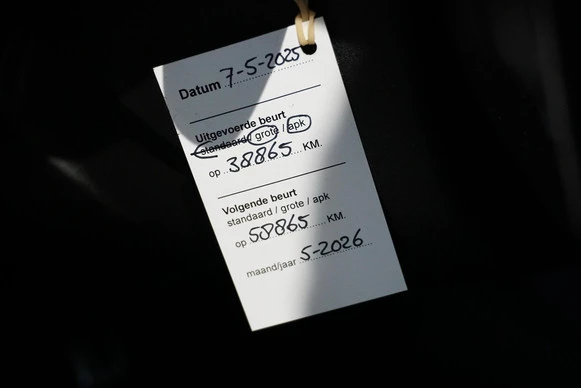 Datum 7-5-2025
Uitgevoerde beurt
standaard / grote / apk
op 38865 KM.
Volgende beurt
standaard / grote / apk
op 58865 KM.
maand/jaar 5-2026